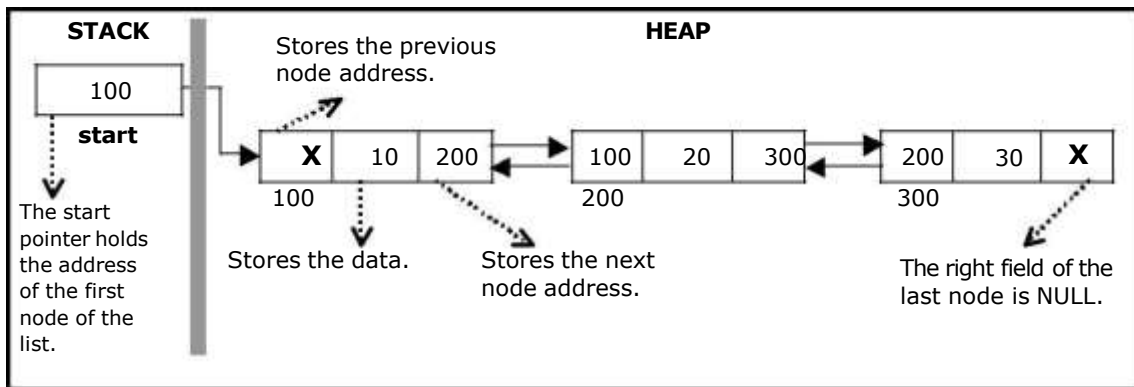 STACK
HEAP
Stores the previous
node address.
100
start
X 10 200
100 20 300
200 30 X
100
200
300
The start
pointer holds
the address
of the first
node of the
list.
Stores the data.
Stores the next
node address.
The right field of the
last node is NULL.